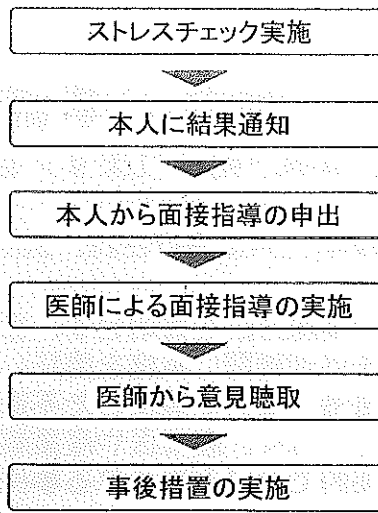 ストレスチェック実施
本人に結果通知
本人から面接指導の申出
医師による面接指導の実施
医師から意見聴取
事後措置の実施